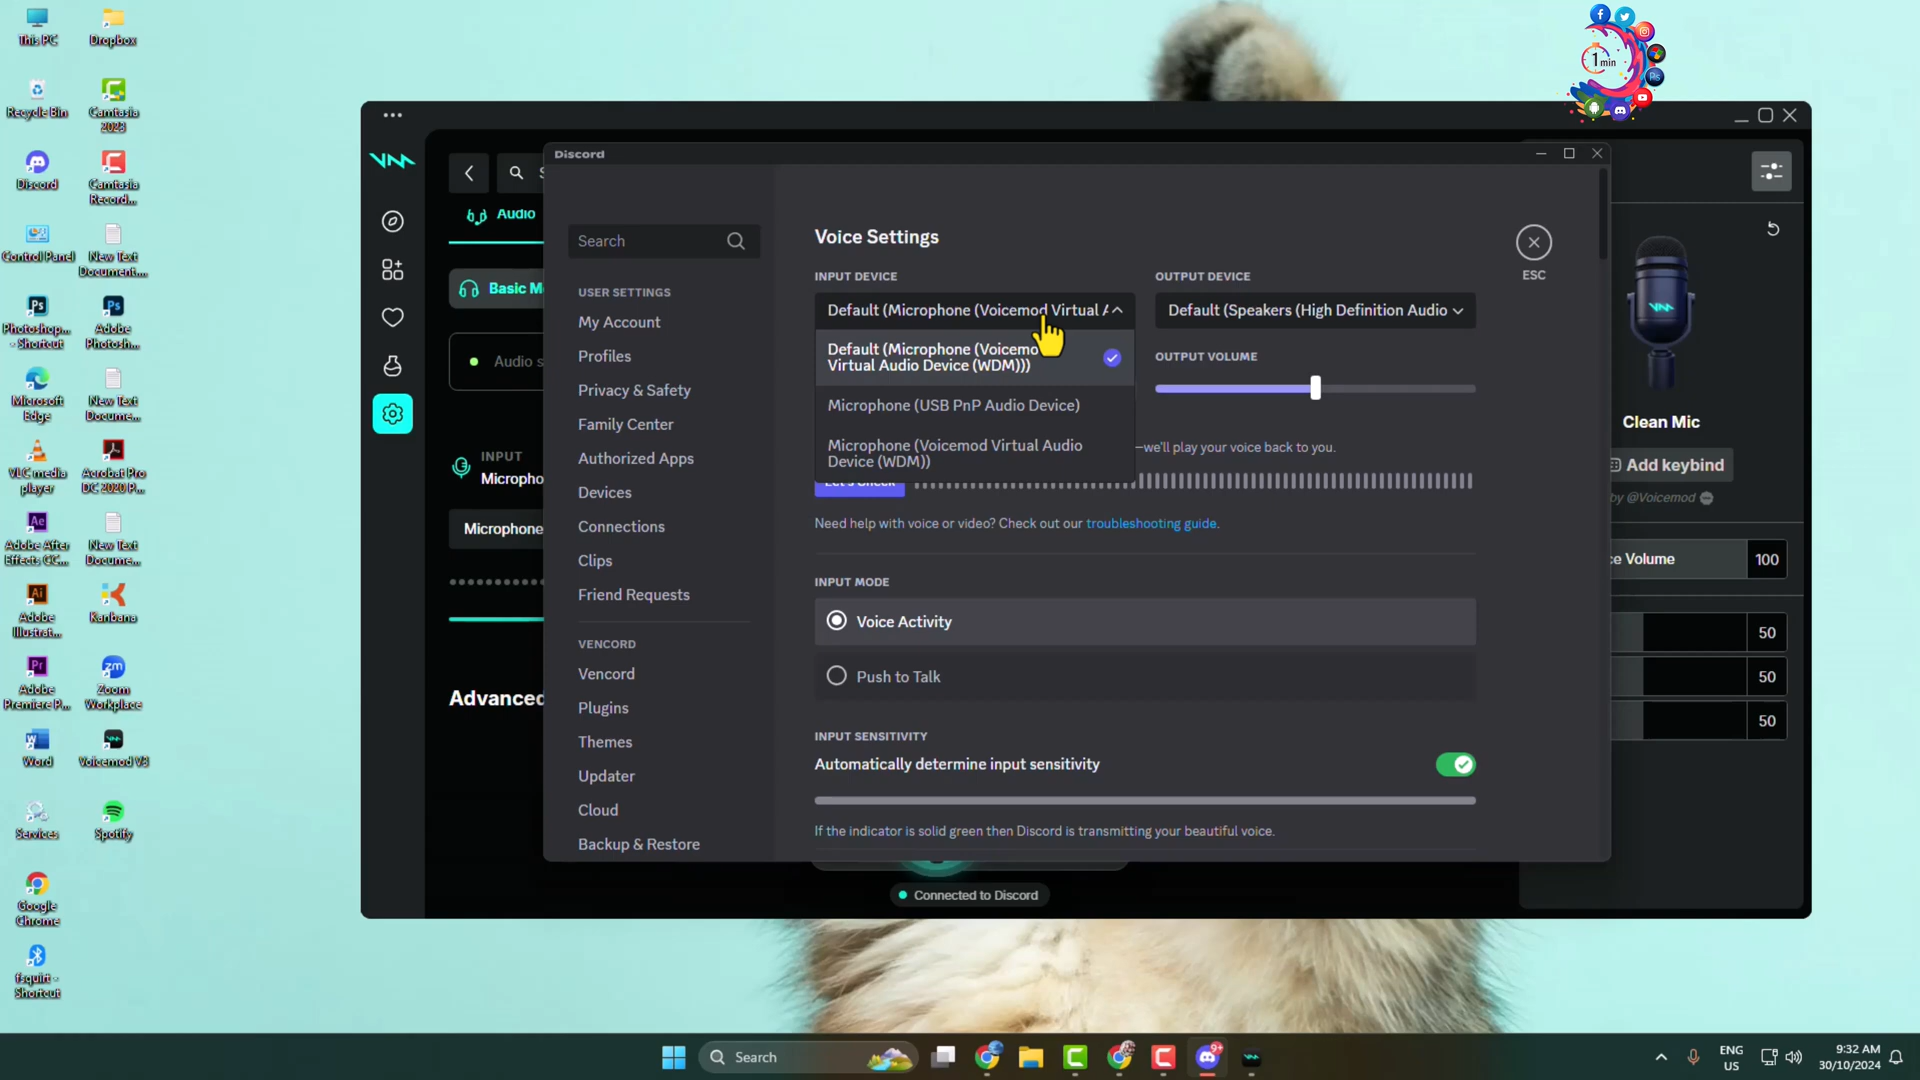 This PC
Dropbox
Recycle Bin
Camtasia
2023
Discord
Camtasia
Record...
Control Panel
New Text
Document....
Photoshop...
- Shortcut
Adobe
Photosh...
Microsoft
Edge
New Text
Docume...
VLC media
player
Acrobat Pro
DC 2020 P...
Adobe After
Effects CC...
New Text
Docume...
Adobe
Illustrat...
Kanbana
Adobe
Premiere P...
Zoom
Workplace
Word
Voicemod V3
Services
Spotify
Google
Chrome
fsquirt -
Shortcut
1 min
Discord
S
Audio
Basic M
Audio s
INPUT
Micropho
Microphone
Advanced
Search
USER SETTINGS
My Account
Profiles
Privacy & Safety
Family Center
Authorized Apps
Devices
Connections
Clips
Friend Requests
VENCORD
Vencord
Plugins
Themes
Updater
Cloud
Backup & Restore
Voice Settings
INPUT DEVICE
Default (Microphone (Voicemod Virtual A
Default (Microphone (Voicemo
Virtual Audio Device (WDM)))
Microphone (USB PnP Audio Device)
Microphone (Voicemod Virtual Audio
Device (WDM))
OUTPUT DEVICE
Default (Speakers (High Definition Audio
OUTPUT VOLUME
—we'll play your voice back to you.
Let's Check
Need help with voice or video? Check out our troubleshooting guide.
INPUT MODE
Voice Activity
Push to Talk
INPUT SENSITIVITY
Automatically determine input sensitivity
If the indicator is solid green then Discord is transmitting your beautiful voice.
ESC
Connected to Discord
Clean Mic
Add keybind
by @Voicemod
ce Volume
100
50
50
50
Search
9+
ENG
US
9:32 AM
30/10/2024